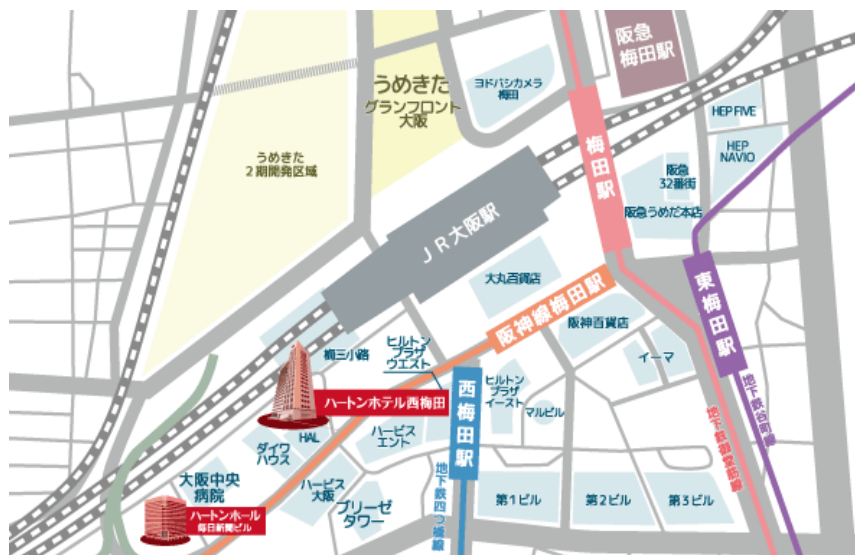 阪急
梅田駅
うめきた
グランフロント
大阪
ヨドバシカメラ
梅田
HEP FIVE
HEP
NAVIO
梅田駅
うめきた
2期開発区域
阪急
32番街
阪急うめだ本店
JR大阪駅
大丸百貨店
阪神線梅田駅
阪神百貨店
東梅田駅
イーマ
梅三小路
ヒルトン
プラザ
ウエスト
ヒルトン
プラザ
イースト
マルビル
西梅田駅
ハートンホテル西梅田
HAL
ダイワ
ハウス
ハービス
エント
地下鉄谷町線
地下鉄御堂筋線
地下鉄四つ橋線
大阪中央
病院
ハービス
大阪
ブリーゼ
タワー
第1ビル
第2ビル
第3ビル
ハートンホール
毎日新聞ビル